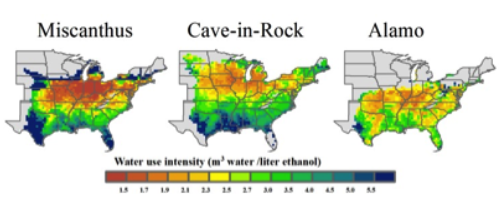 Miscanthus Cave-in-Rock Alamo
Water use intensity (m³ water /liter ethanol)
1.5 1.7 1.9 2.1 2.3 2.5 2.7 3.0 3.5 4.0 4.5 5.0 5.5